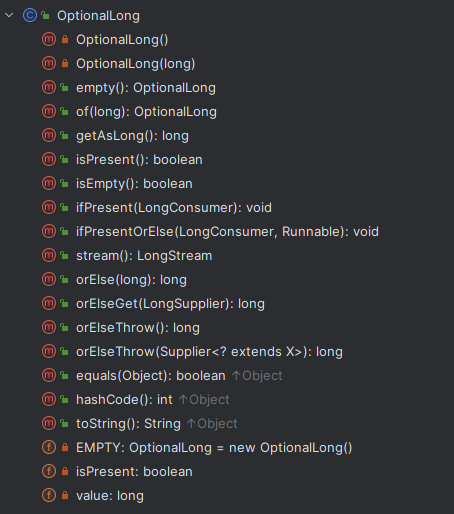 OptionalLong
OptionalLong()
OptionalLong(long)
empty(): OptionalLong
of(long): OptionalLong
getAsLong(): long
isPresent(): boolean
isEmpty(): boolean
ifPresent(LongConsumer): void
ifPresentOrElse(LongConsumer, Runnable): void
stream(): LongStream
orElse(long): long
orElseGet(LongSupplier): long
orElseThrow(): long
orElseThrow(Supplier<? extends X>): long
equals(Object): boolean ↑Object
hashCode(): int ↑Object
toString(): String ↑Object
EMPTY: OptionalLong = new OptionalLong()
isPresent: boolean
value: long